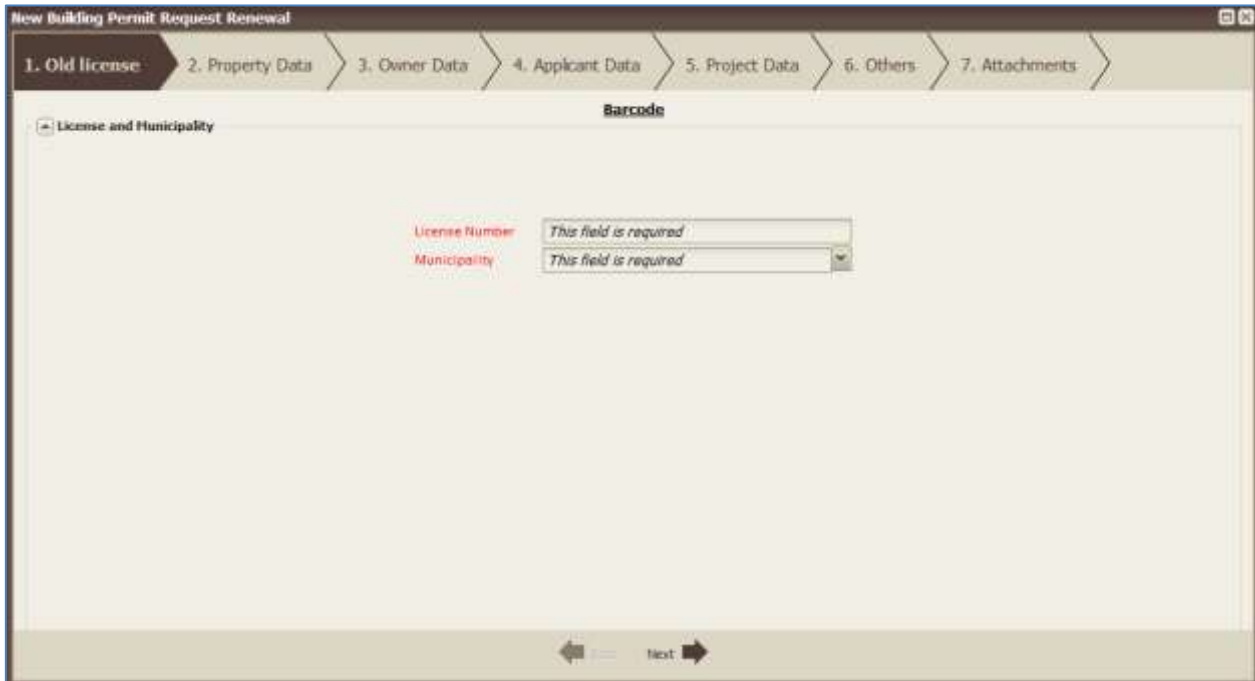 New Building Permit Request Renewal
1. Old license 2. Property Data 3. Owner Data 4. Applicant Data 5. Project Data 6. Others 7. Attachments
Barcode
License and Municipality
License Number This field is required
Municipality This field is required
Next